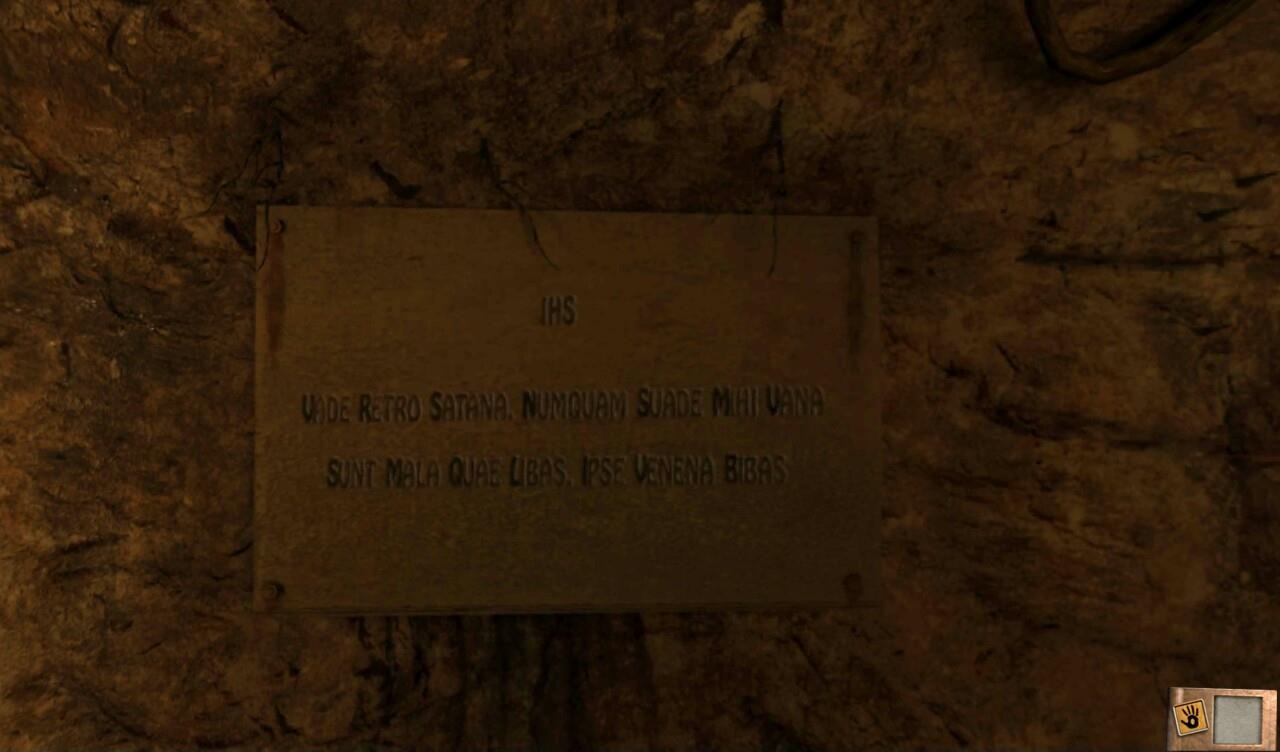 IHS
Vade Retro Satana. Numquam Suade Mihi Vana
Sunt Mala Quae Libas. Ipse Venena Bibas